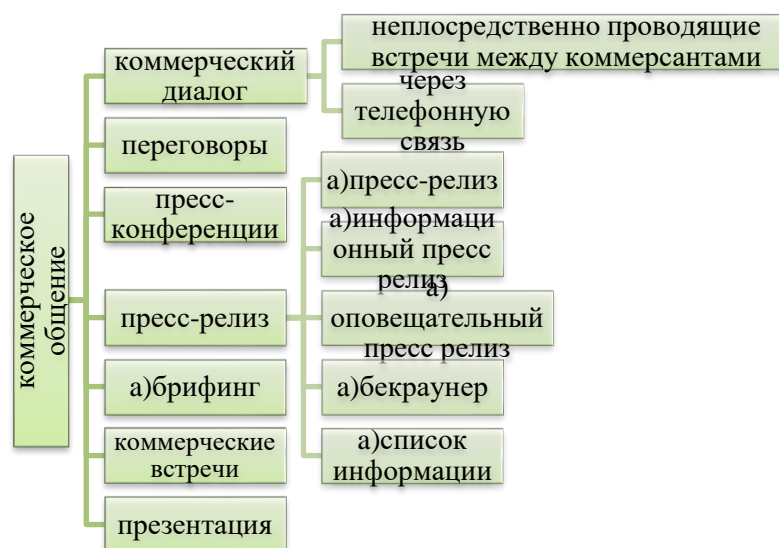 коммерческое
общение
коммерческий
диалог
неплосредственно проводящие
встречи между коммерсантами
через
телефонную
связь
переговоры
пресс-
конференции
пресс-релиз
а)пресс-релиз
а)информаци
онный пресс
релиз
а)
оповещательный
пресс релиз
а)бекраунер
а)список
информации
а)брифинг
коммерческие
встречи
презентация